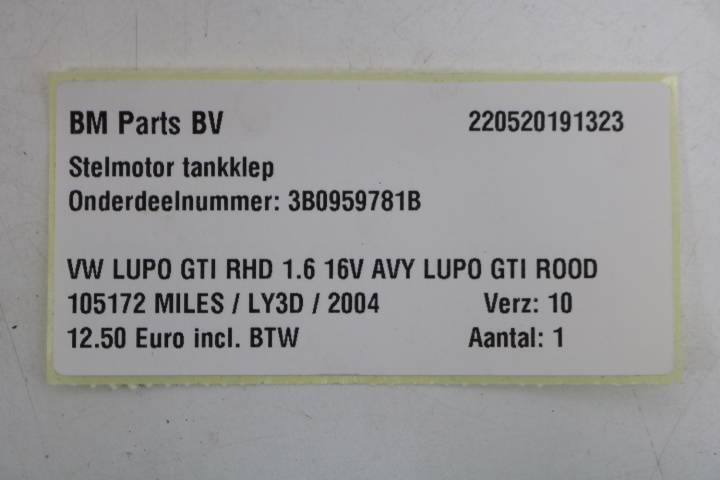 BM Parts BV 220520191323
Stelmotor tankklep
Onderdeelnummer: 3B0959781B
VW LUPO GTI RHD 1.6 16V AVY LUPO GTI ROOD
105172 MILES / LY3D / 2004 Verz: 10
12.50 Euro incl. BTW Aantal: 1